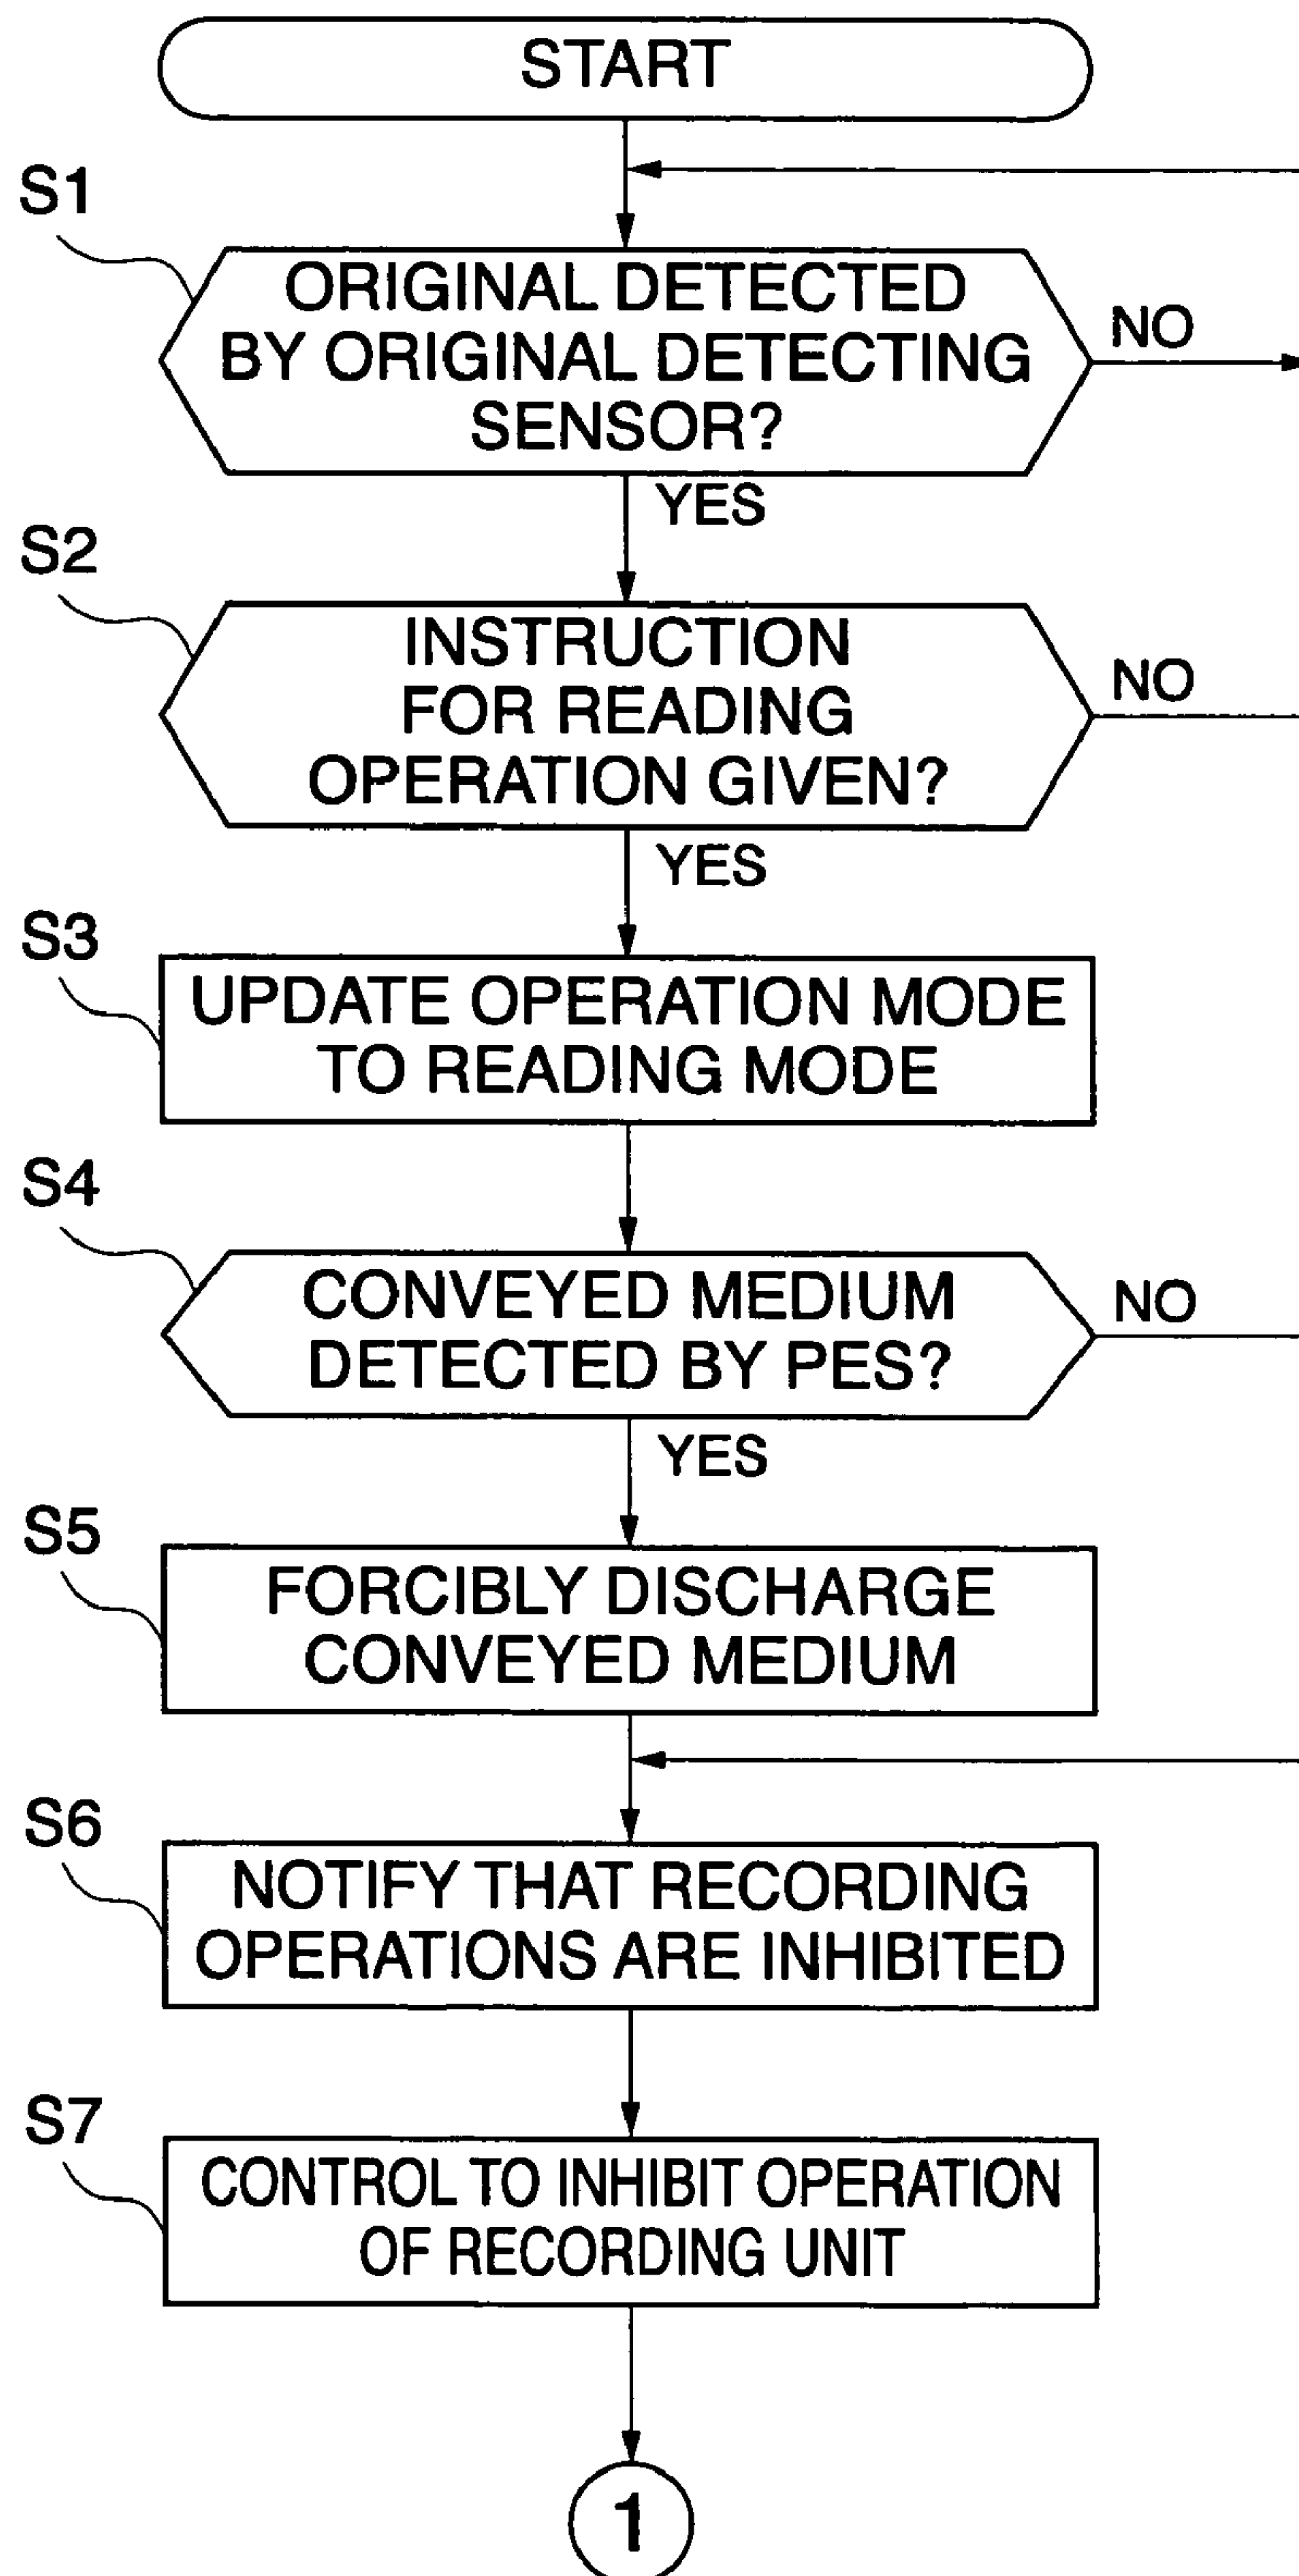 START
S1
ORIGINAL DETECTED
BY ORIGINAL DETECTING
SENSOR?
NO
YES
S2
INSTRUCTION
FOR READING
OPERATION GIVEN?
NO
YES
S3
UPDATE OPERATION MODE
TO READING MODE
S4
CONVEYED MEDIUM
DETECTED BY PES?
NO
YES
S5
FORCIBLY DISCHARGE
CONVEYED MEDIUM
S6
NOTIFY THAT RECORDING
OPERATIONS ARE INHIBITED
S7
CONTROL TO INHIBIT OPERATION
OF RECORDING UNIT
1